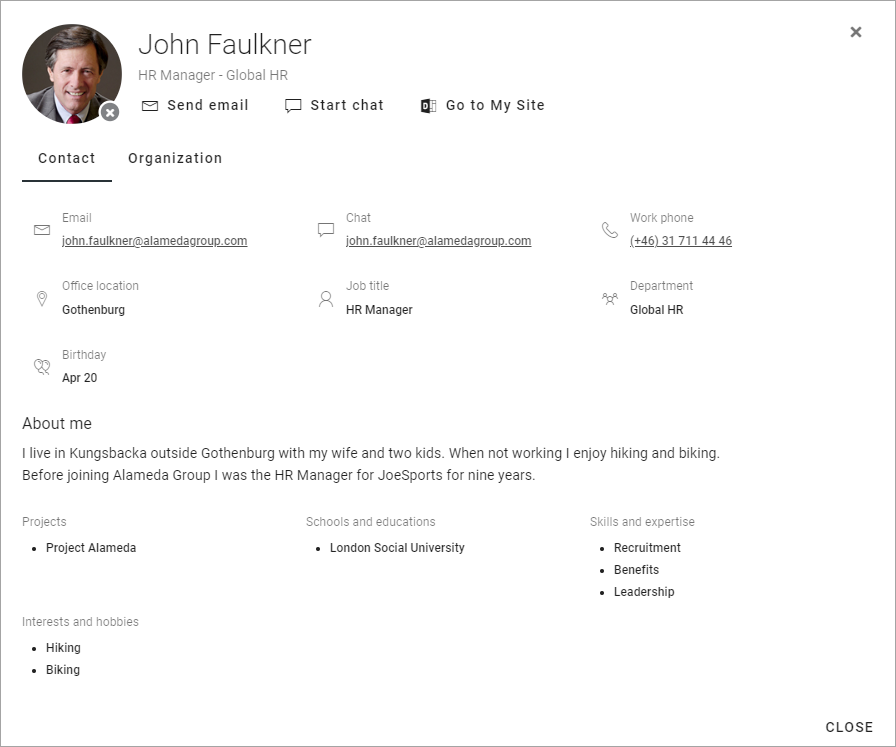 John Faulkner
HR Manager - Global HR
Send email Start chat Go to My Site
Contact Organization
Email Chat Work phone
john.faulkner@alamedagroup.com john.faulkner@alamedagroup.com (+46) 31 711 44 46
Office location Job title Department
Gothenburg HR Manager Global HR
Birthday
Apr 20
About me
I live in Kungsbacka outside Gothenburg with my wife and two kids. When not working I enjoy hiking and biking.
Before joining Alameda Group I was the HR Manager for JoeSports for nine years.
Projects Schools and educations Skills and expertise
• Project Alameda • London Social University • Recruitment
• Benefits
• Leadership
Interests and hobbies
• Hiking
• Biking
CLOSE